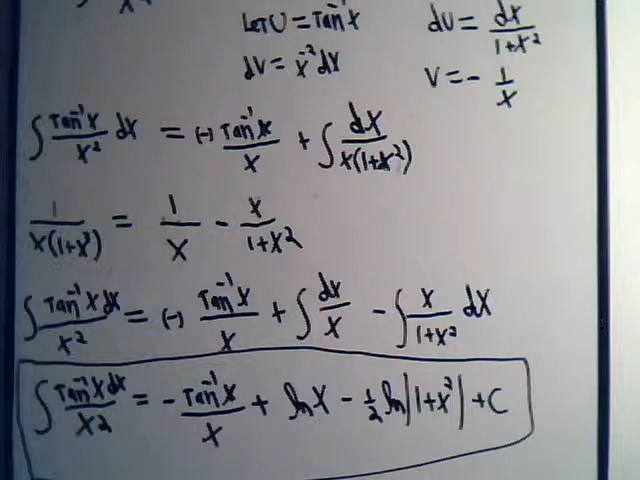 Let U = Tan⁻¹x    dU = dx/(1+x²)
dV = x⁻² dx    V = - 1/x
∫ Tan⁻¹x/x² dx = (-) Tan⁻¹x/x + ∫ dx/(x(1+x²))
1/(x(1+x²)) = 1/x - x/(1+x²)
∫ Tan⁻¹x dx/x² = (-) Tan⁻¹x/x + ∫ dx/x - ∫ x/(1+x²) dx
∫ Tan⁻¹x dx/x² = - Tan⁻¹x/x + ln x - ½ ln|1+x²| + C